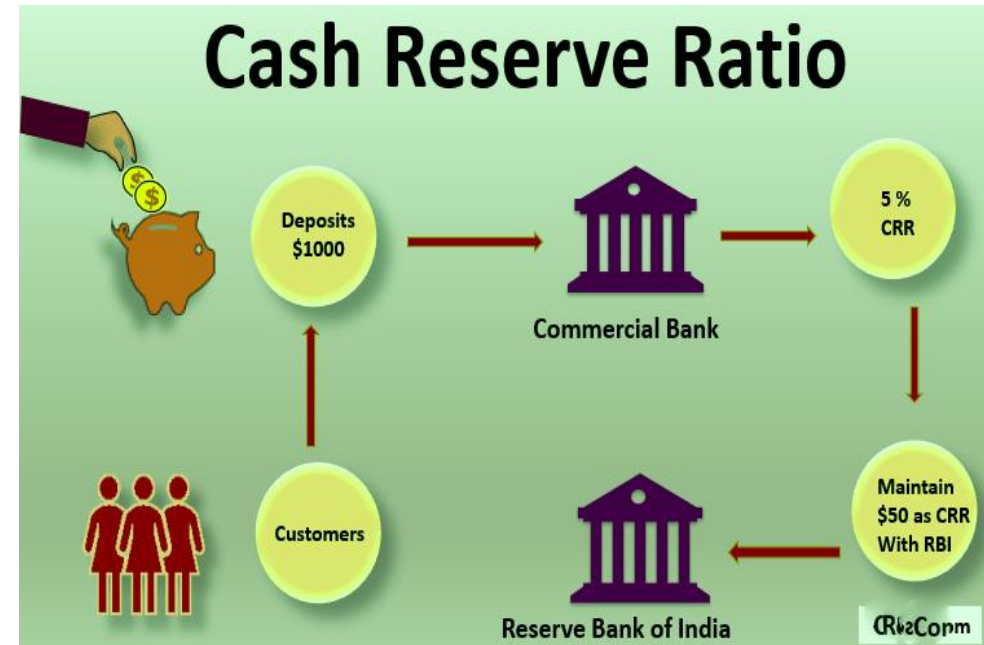 Cash Reserve Ratio
$
$
Deposits
$1000
Commercial Bank
5 %
CRR
Customers
Reserve Bank of India
Maintain
$50 as CRR
With RBI